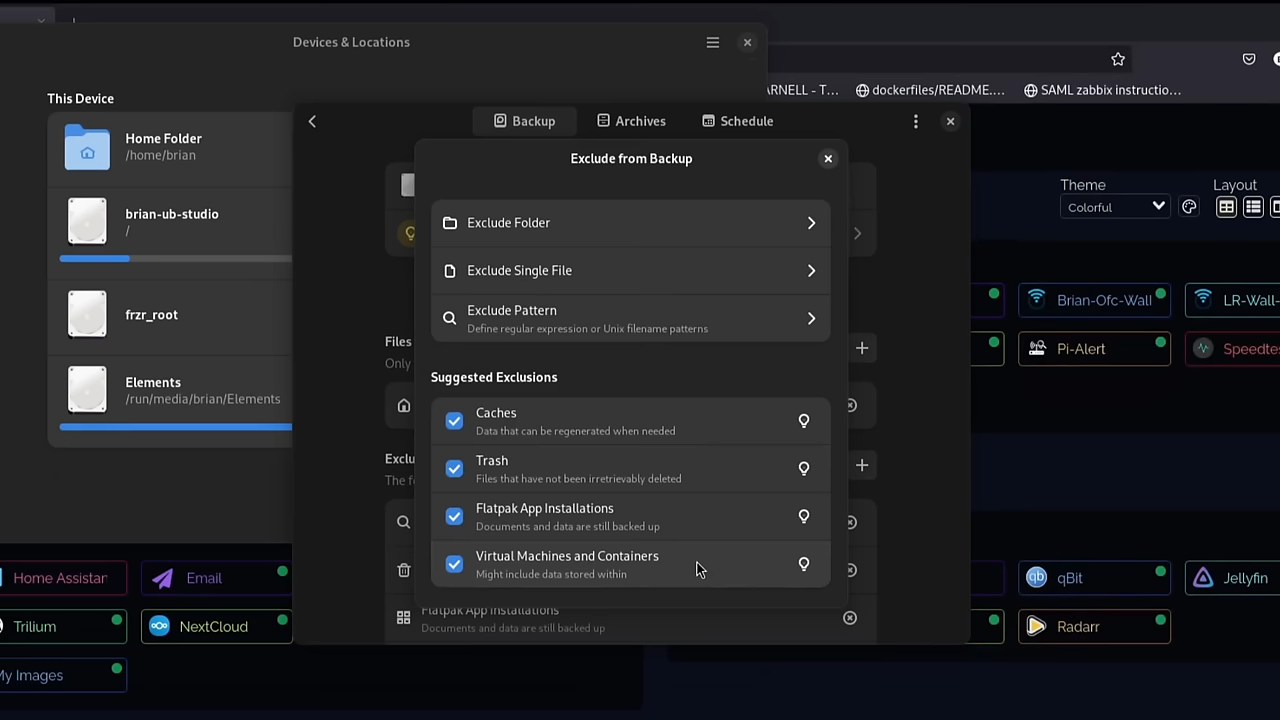 Devices & Locations
This Device
Home Folder
/home/brian
brian-ub-studio
/
frzr_root
Elements
/run/media/brian/Elements
Backup
Archives
Schedule
Exclude from Backup
Exclude Folder
Exclude Single File
Exclude Pattern
Define regular expression or Unix filename patterns
Suggested Exclusions
Caches
Data that can be regenerated when needed
Trash
Files that have not been irretrievably deleted
Flatpak App Installations
Documents and data are still backed up
Virtual Machines and Containers
Might include data stored within
Files
Only
Exclu
The f
Flatpak App Installations
Documents and data are still backed up
ARNELL - T...
dockerfiles/README....
SAML zabbix instructio...
Theme
Colorful
Layout
Brian-Ofc-Wall
LR-Wall-
Pi-Alert
Speedtes
Home Assistar
Email
qBit
Jellyfin
Trilium
NextCloud
Radarr
My Images